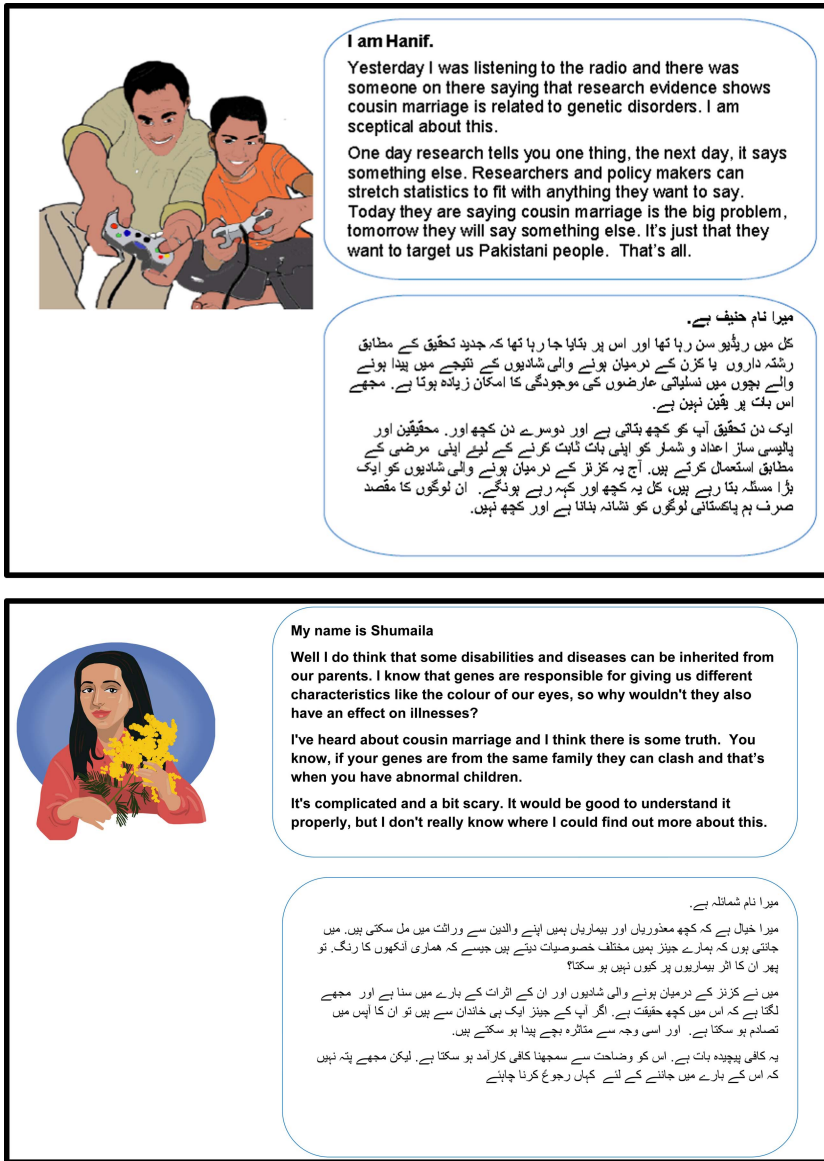 I am Hanif.
Yesterday I was listening to the radio and there was
someone on there saying that research evidence shows
cousin marriage is related to genetic disorders. I am
sceptical about this.
One day research tells you one thing, the next day, it says
something else. Researchers and policy makers can
stretch statistics to fit with anything they want to say.
Today they are saying cousin marriage is the big problem,
tomorrow they will say something else. It's just that they
want to target us Pakistani people.  That's all.
میرا نام حنیف ہے.
کل میں ریڈیو سن رہا تھا اور اس پر بتایا جا رہا تھا کہ جدید تحقیق کے مطابق
رشتہ داروں  یا کزن کے درمیان ہونے والی شادیوں کے نتیجے میں پیدا ہونے
والے بچوں میں نسلیاتی عارضوں کی موجودگی کا امکان زیادہ ہوتا ہے. مجھے
اس بات پر یقین نہین ہے.
ایک دن تحقیق آپ کو کچھ بتاتی ہے اور دوسرے دن کچھ اور. محقیقین اور
پالیسی ساز اعداد و شمار کو اپنی بات ثابت کرنے کے لیئے اپنی مرضی کے
مطابق استعمال کرتے ہیں. آج یہ کزنز کے درمیان ہونے والی شادیوں کو ایک
بڑا مسئلہ بتا رہے ہیں، کل یہ کچھ اور کہہ رہے ہونگے.  ان لوگوں کا مقصد
صرف ہم پاکستانی لوگوں کو نشانہ بنانا ہے اور کچھ نہیں.
My name is Shumaila
Well I do think that some disabilities and diseases can be inherited from
our parents. I know that genes are responsible for giving us different
characteristics like the colour of our eyes, so why wouldn't they also
have an effect on illnesses?
I've heard about cousin marriage and I think there is some truth.  You
know, if your genes are from the same family they can clash and that's
when you have abnormal children.
It's complicated and a bit scary. It would be good to understand it
properly, but I don't really know where I could find out more about this.
میرا نام شمائلہ ہے.
میرا خیال ہے کہ کچھ معذوریاں اور بیماریاں ہمیں اپنے والدین سے وراثت میں مل سکتی ہیں. میں
جانتی ہوں کہ ہمارے جینز ہمیں مختلف خصوصیات دیتے ہیں جیسے کہ ھماری آنکھوں کا رنگ. تو
پھر ان کا اثر بیماریوں پر کیوں نہیں ہو سکتا؟
میں نے کزنز کے درمیان ہونے والی شادیوں اور ان کے اثرات کے بارے میں سنا ہے اور  مجھے
لگتا ہے کہ اس میں کچھ حقیقت ہے. اگر آپ کے جینز ایک ہی خاندان سے ہیں تو ان کا آپس میں
تصادم ہو سکتا ہے.  اور اسی وجہ سے متاثرہ بچے پیدا ہو سکتے ہیں.
یہ کافی پیچیدہ بات ہے. اس کو وضاحت سے سمجھنا کافی کارآمد ہو سکتا ہے. لیکن مجھے پتہ نہیں
کہ اس کے بارے میں جاننے کے لئے  کہاں رجوع کرنا چاہئے